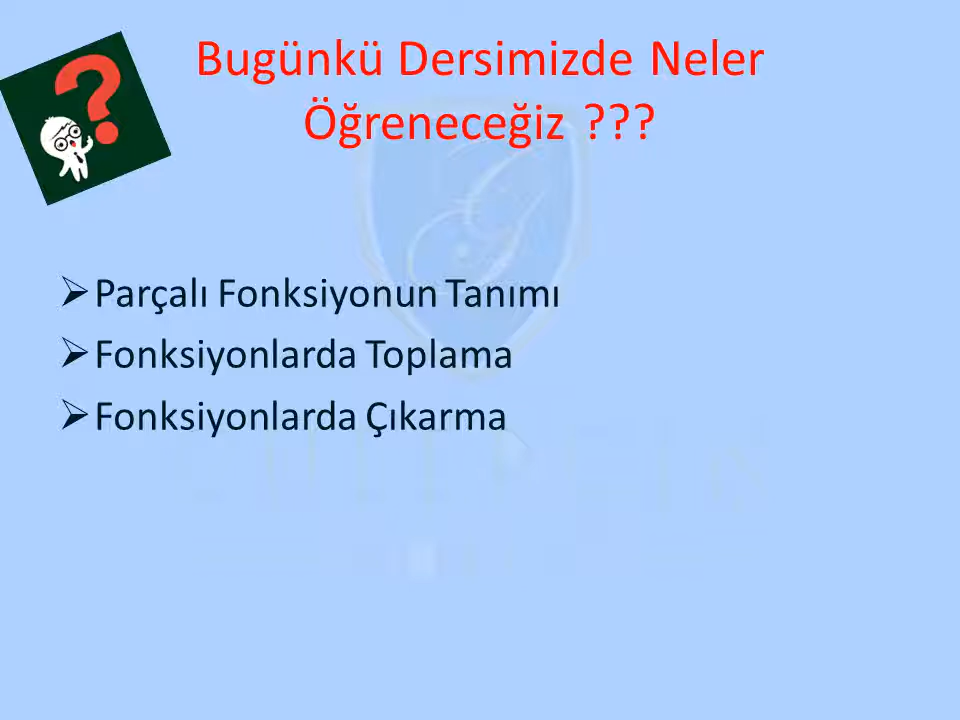 Bugünkü Dersimizde Neler
Öğreneceğiz ???
Parçalı Fonksiyonun Tanımı
Fonksiyonlarda Toplama
Fonksiyonlarda Çıkarma